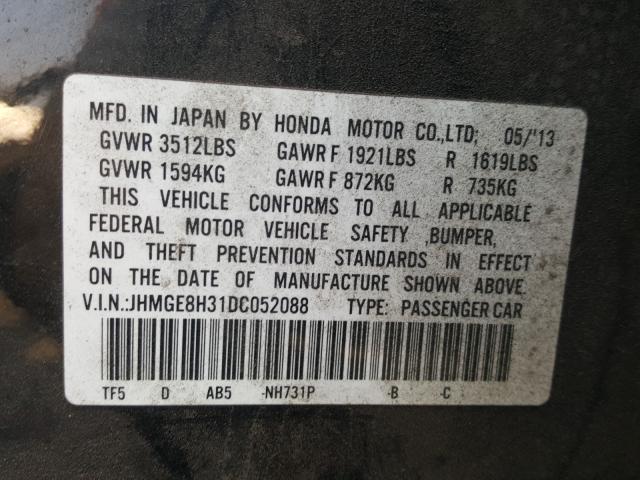 MFD. IN JAPAN BY HONDA MOTOR CO.,LTD; 05/'13
GVWR 3512LBS GAWR F 1921LBS R 1619LBS
GVWR 1594KG GAWR F 872KG R 735KG
THIS VEHICLE CONFORMS TO ALL APPLICABLE
FEDERAL MOTOR VEHICLE SAFETY ,BUMPER,
AND THEFT PREVENTION STANDARDS IN EFFECT
ON THE DATE OF MANUFACTURE SHOWN ABOVE.
V.I.N.:JHMGE8H31DC052088 TYPE: PASSENGER CAR
TF5 D AB5 -NH731P -B -C